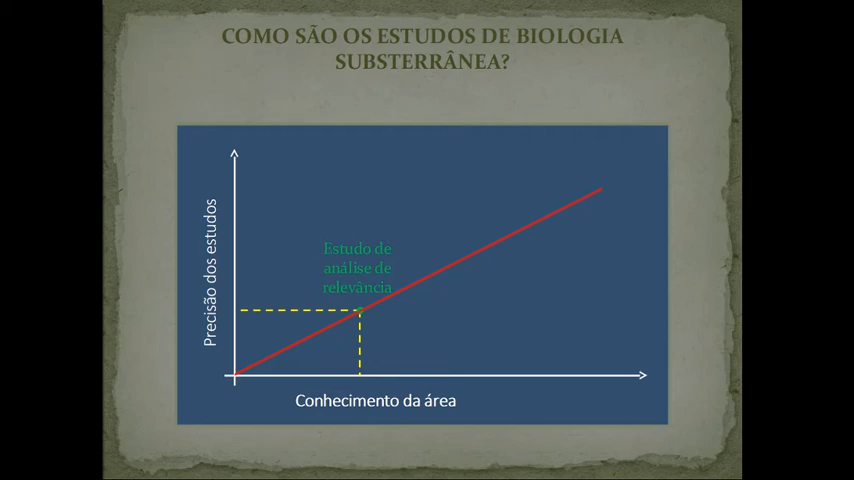 COMO SÃO OS ESTUDOS DE BIOLOGIA
SUBSTERRÂNEA?
Precisão dos estudos
Estudo de
análise de
relevância
Conhecimento da área